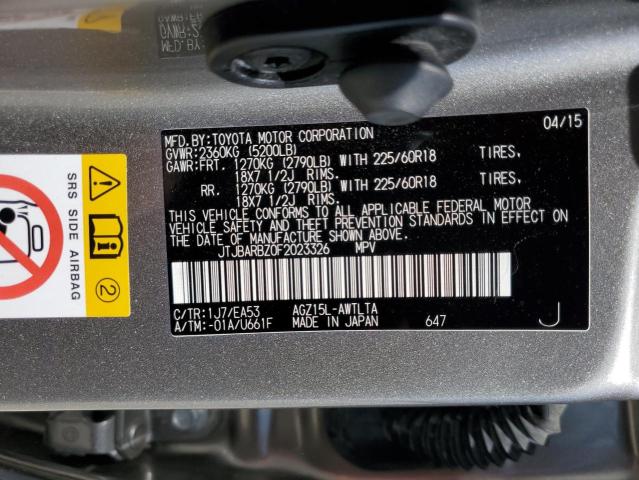 MFD.BY:TOYOTA MOTOR CORPORATION 04/15
GVWR:2360KG (5200LB)
GAWR:FRT. 1270KG (2790LB) WITH 225/60R18 TIRES.
18X7 1/2J RIMS.
RR. 1270KG (2790LB) WITH 225/60R18 TIRES.
18X7 1/2J RIMS.
THIS VEHICLE CONFORMS TO ALL APPLICABLE FEDERAL MOTOR
VEHICLE SAFETY AND THEFT PREVENTION STANDARDS IN EFFECT ON
THE DATE OF MANUFACTURE SHOWN ABOVE.
JTJBARBZ0F2023326 MPV
C/TR:1J7/EA53 AGZ15L-AWTLTA
A/TM:-01A/U661F MADE IN JAPAN 647
J
SRS SIDE AIRBAG
2
MFD.BY: